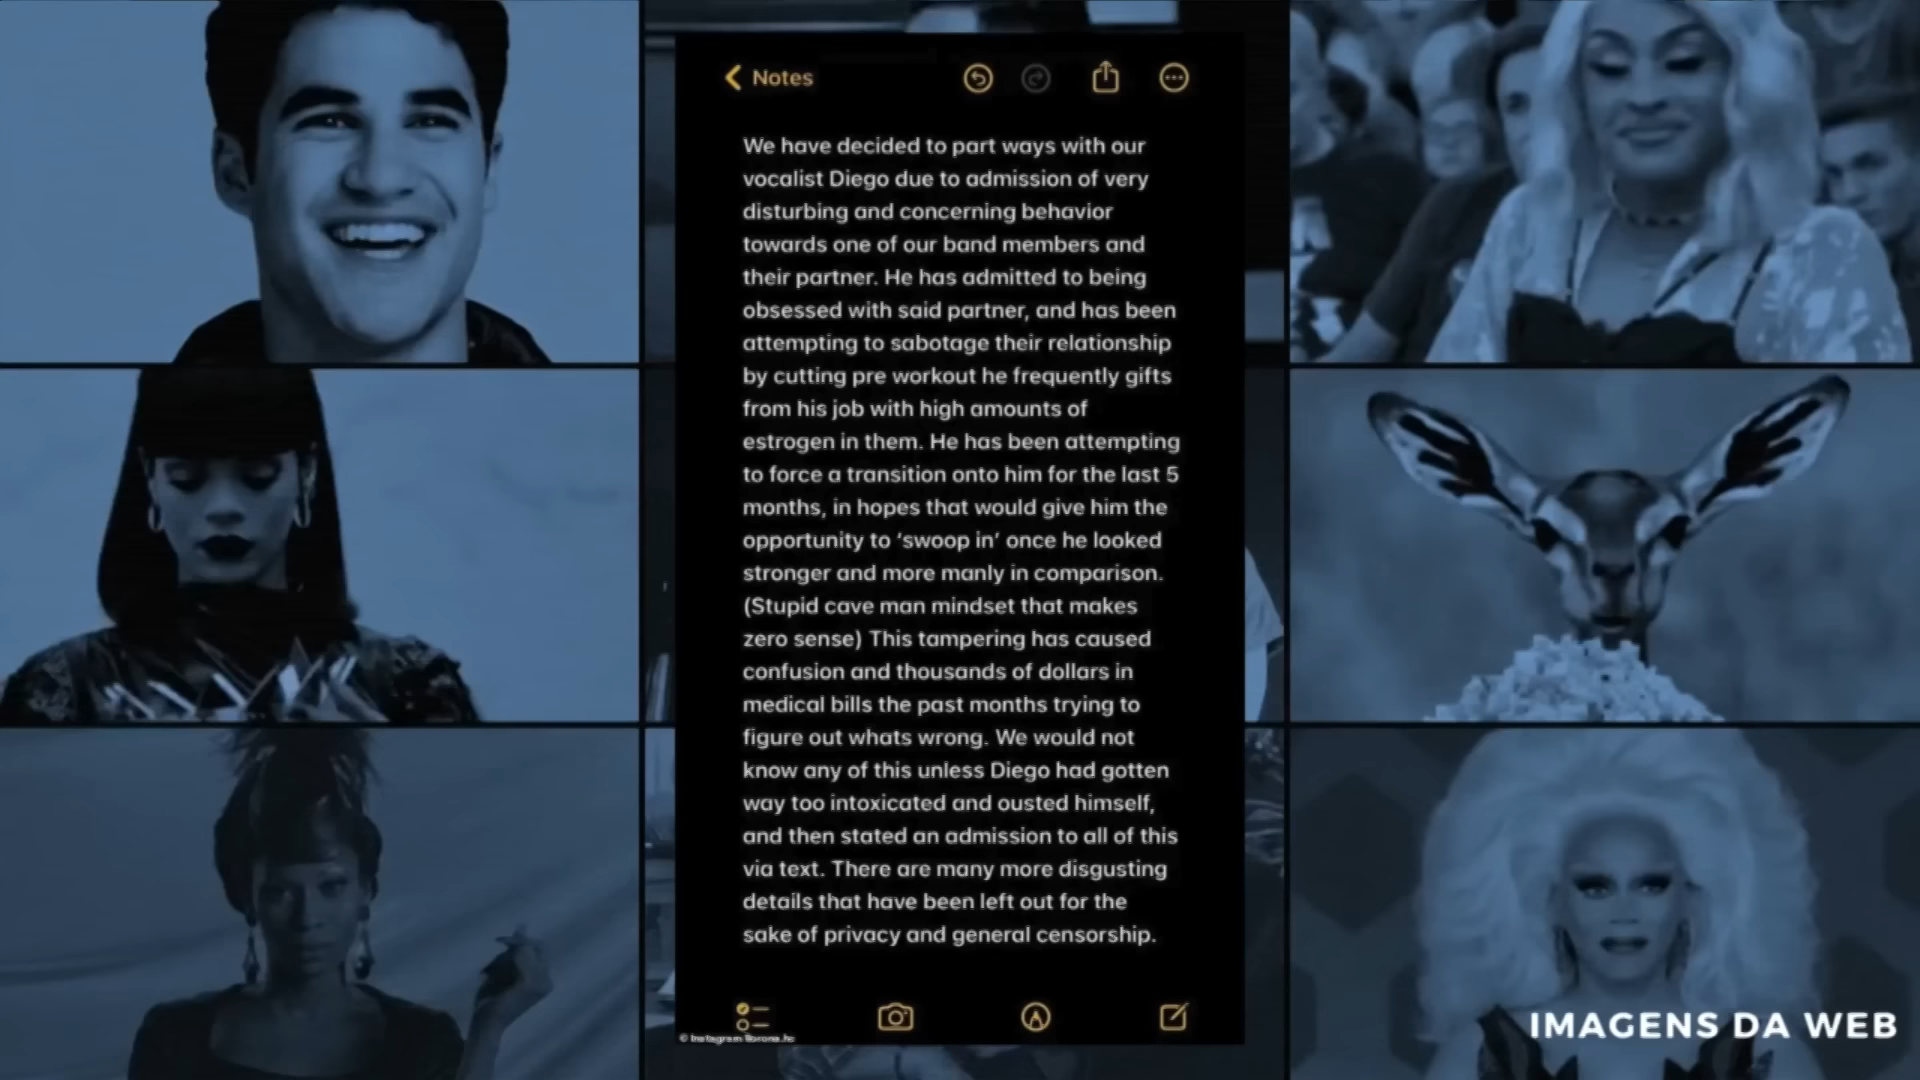 Notes
We have decided to part ways with our
vocalist Diego due to admission of very
disturbing and concerning behavior
towards one of our band members and
their partner. He has admitted to being
obsessed with said partner, and has been
attempting to sabotage their relationship
by cutting pre workout he frequently gifts
from his job with high amounts of
estrogen in them. He has been attempting
to force a transition onto him for the last 5
months, in hopes that would give him the
opportunity to ‘swoop in’ once he looked
stronger and more manly in comparison.
(Stupid cave man mindset that makes
zero sense) This tampering has caused
confusion and thousands of dollars in
medical bills the past months trying to
figure out whats wrong. We would not
know any of this unless Diego had gotten
way too intoxicated and ousted himself,
and then stated an admission to all of this
via text. There are many more disgusting
details that have been left out for the
sake of privacy and general censorship.
© Instagram
IMAGENS DA WEB